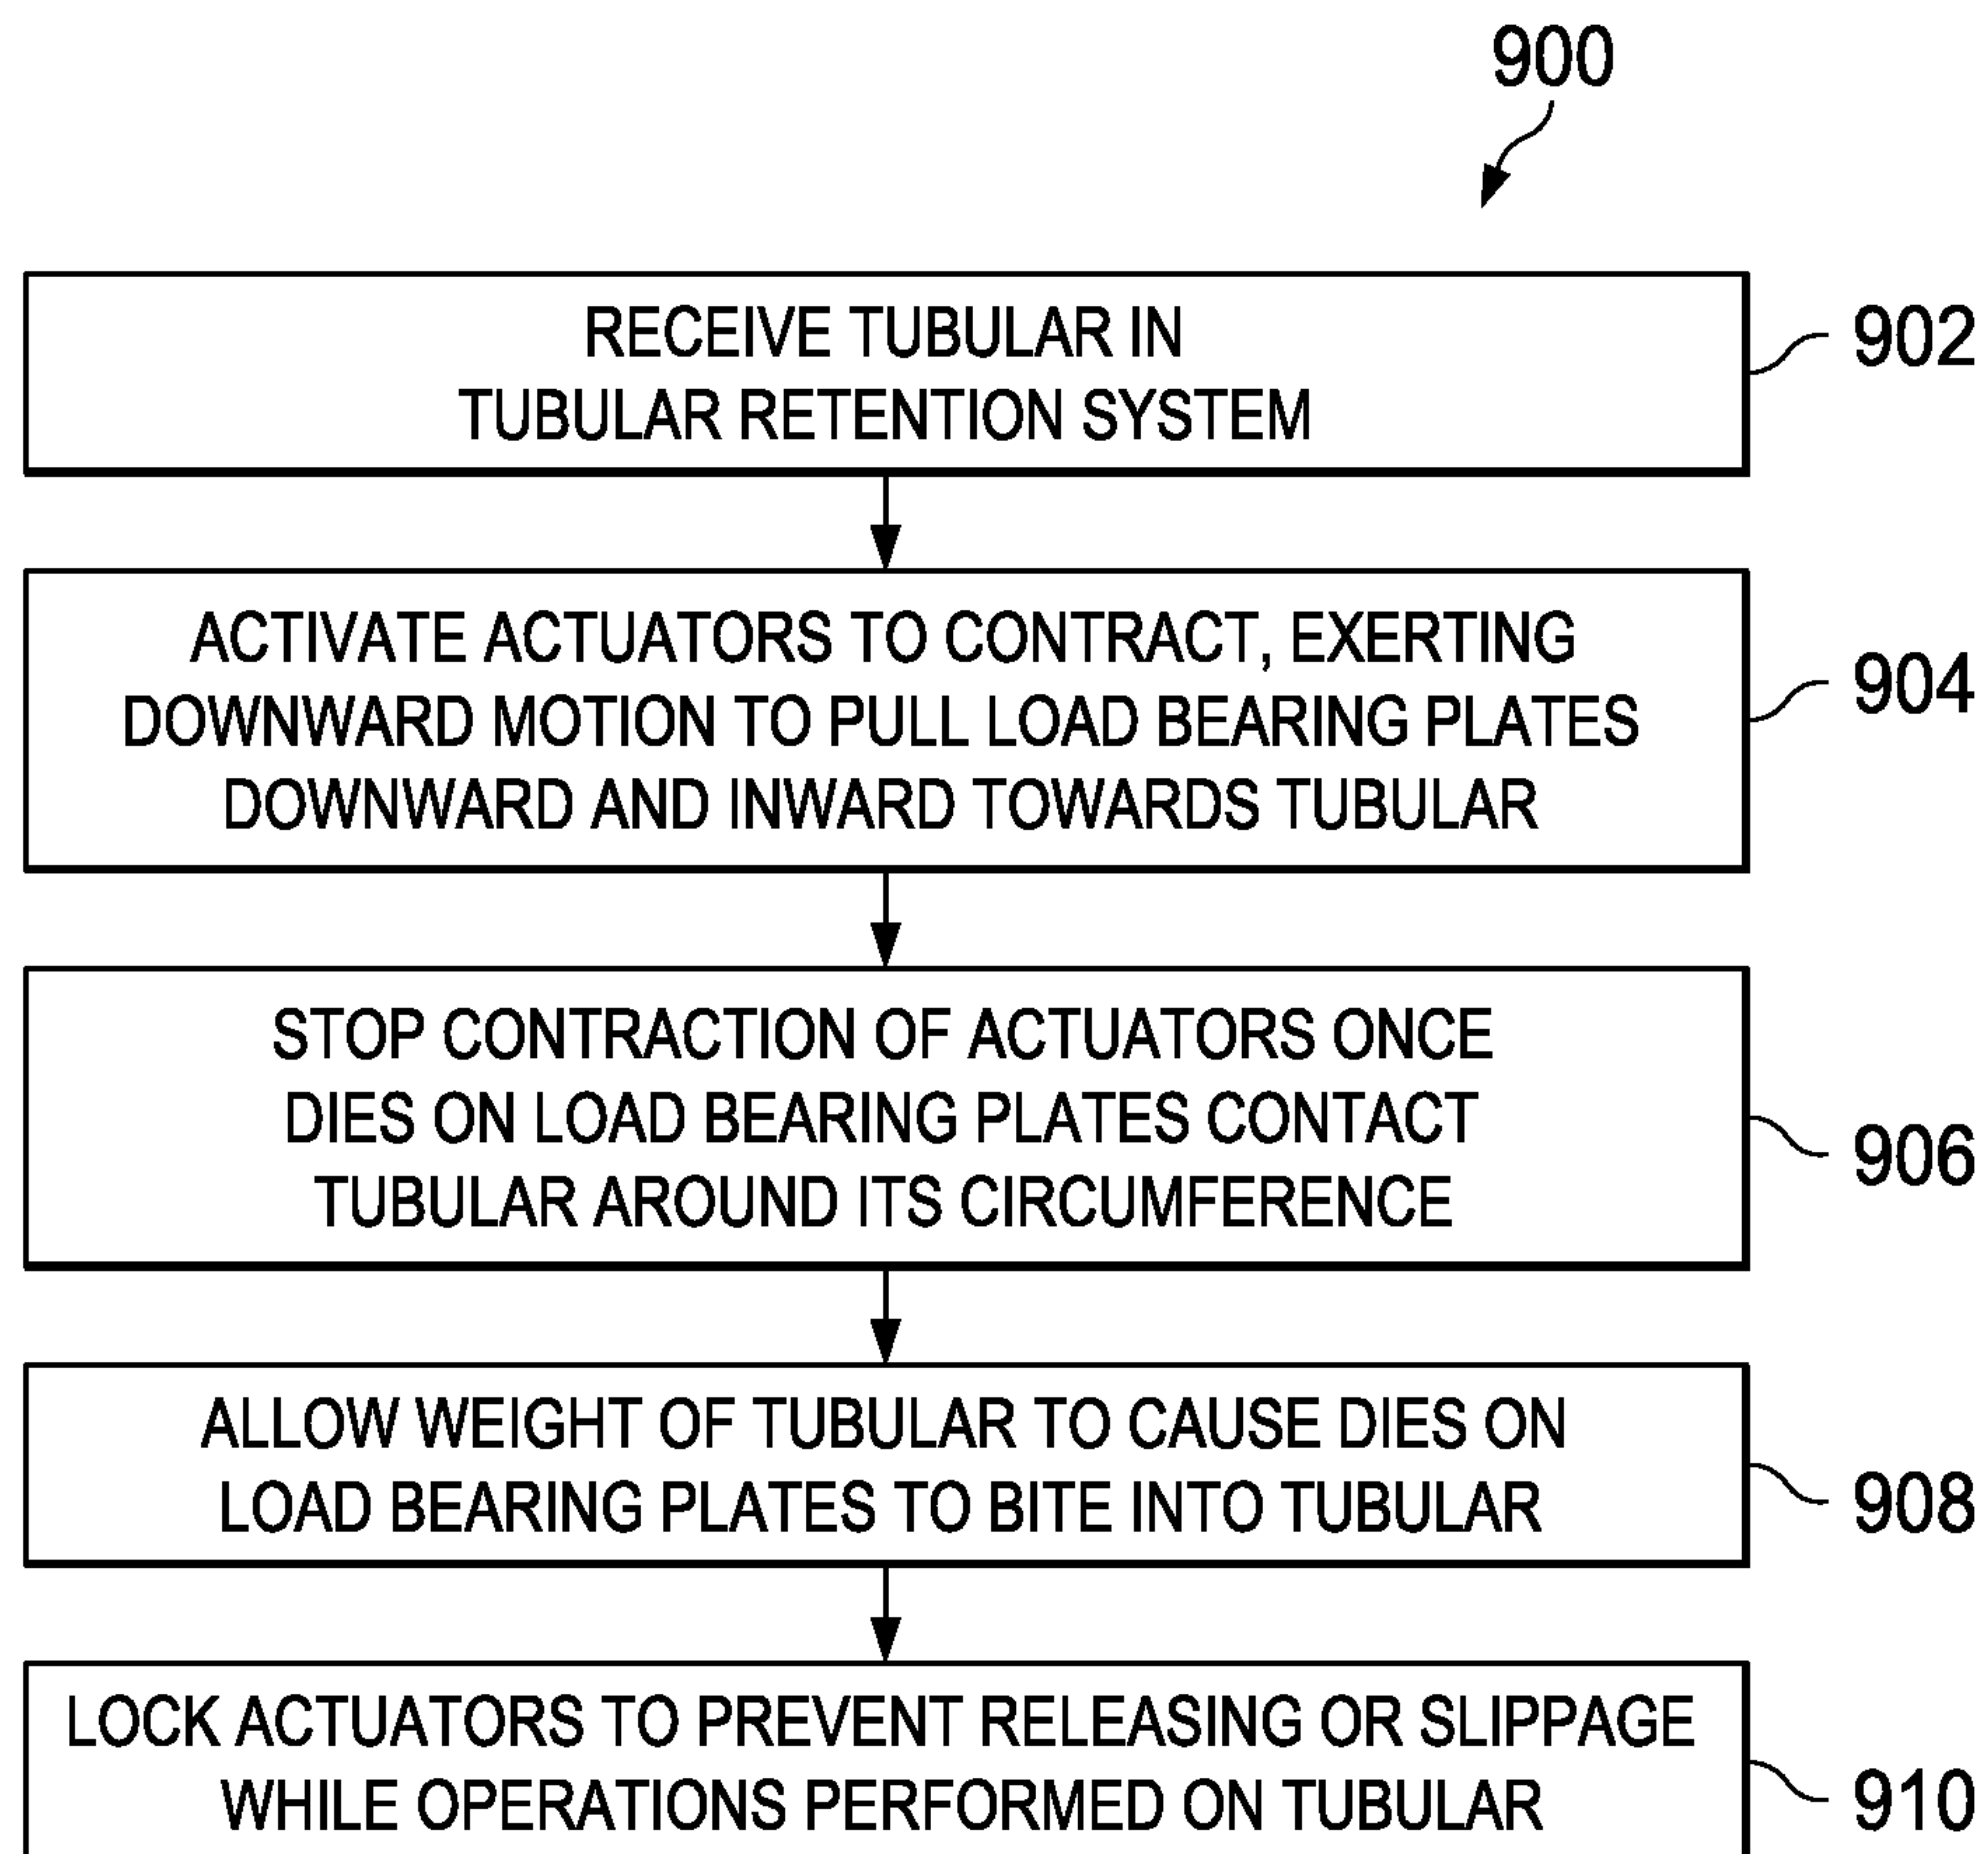 900
RECEIVE TUBULAR IN
TUBULAR RETENTION SYSTEM
902
ACTIVATE ACTUATORS TO CONTRACT, EXERTING
DOWNWARD MOTION TO PULL LOAD BEARING PLATES
DOWNWARD AND INWARD TOWARDS TUBULAR
904
STOP CONTRACTION OF ACTUATORS ONCE
DIES ON LOAD BEARING PLATES CONTACT
TUBULAR AROUND ITS CIRCUMFERENCE
906
ALLOW WEIGHT OF TUBULAR TO CAUSE DIES ON
LOAD BEARING PLATES TO BITE INTO TUBULAR
908
LOCK ACTUATORS TO PREVENT RELEASING OR SLIPPAGE
WHILE OPERATIONS PERFORMED ON TUBULAR
910